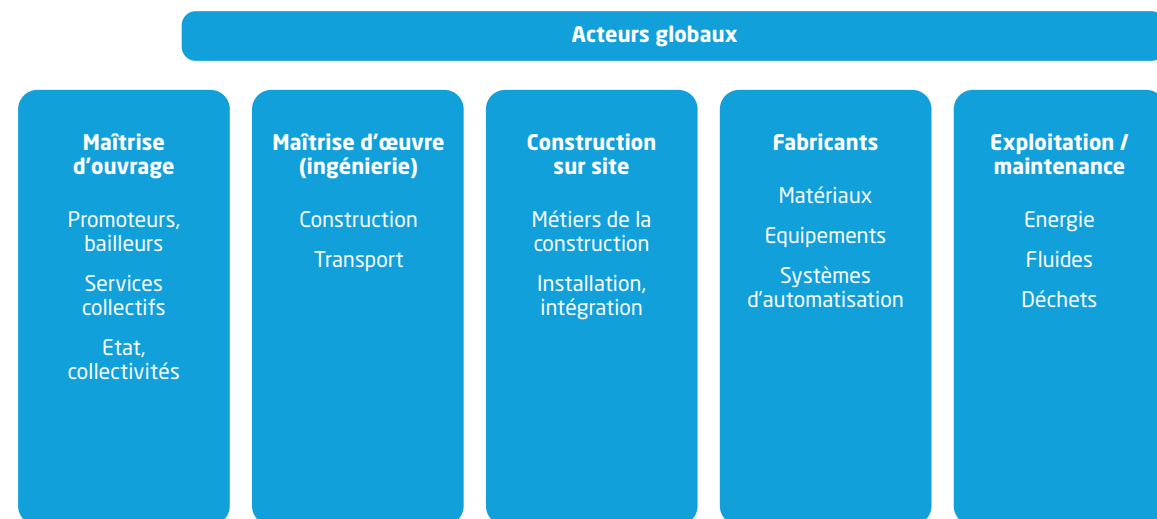 Acteurs globaux
Maîtrise
d'ouvrage
Promoteurs,
bailleurs
Services
collectifs
Etat,
collectivités
Maîtrise d'œuvre
(ingénierie)
Construction
Transport
Construction
sur site
Métiers de la
construction
Installation,
intégration
Fabricants
Matériaux
Equipements
Systèmes
d'automatisation
Exploitation /
maintenance
Energie
Fluides
Déchets